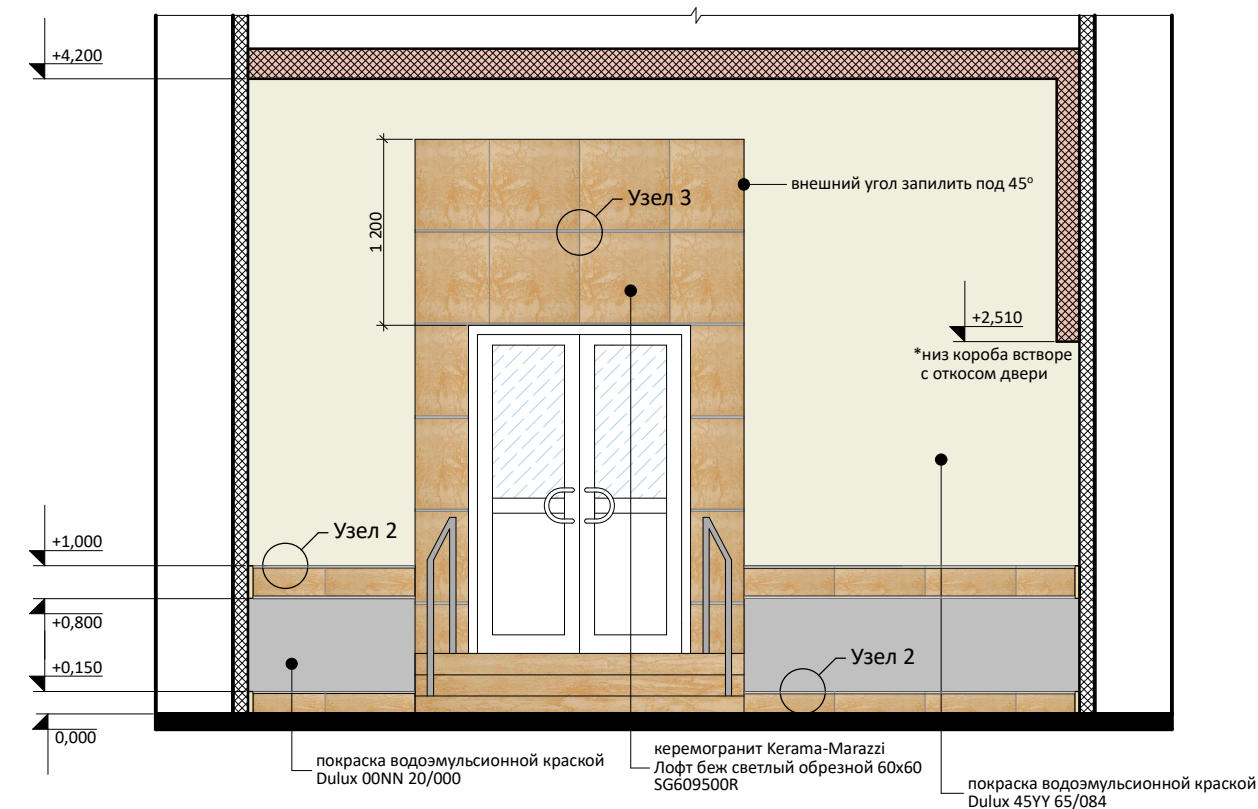 +4,200
внешний угол запилить под 45°
Узел 3
1 200
+2,510
*низ короба встворе
с откосом двери
Узел 2
+1,000
+0,800
+0,150
Узел 2
0,000
покраска водоэмульсионной краской
Dulux 00NN 20/000
керемогранит Kerama-Marazzi
Лофт беж светлый обрезной 60х60
SG609500R
покраска водоэмульсионной краской
Dulux 45YY 65/084